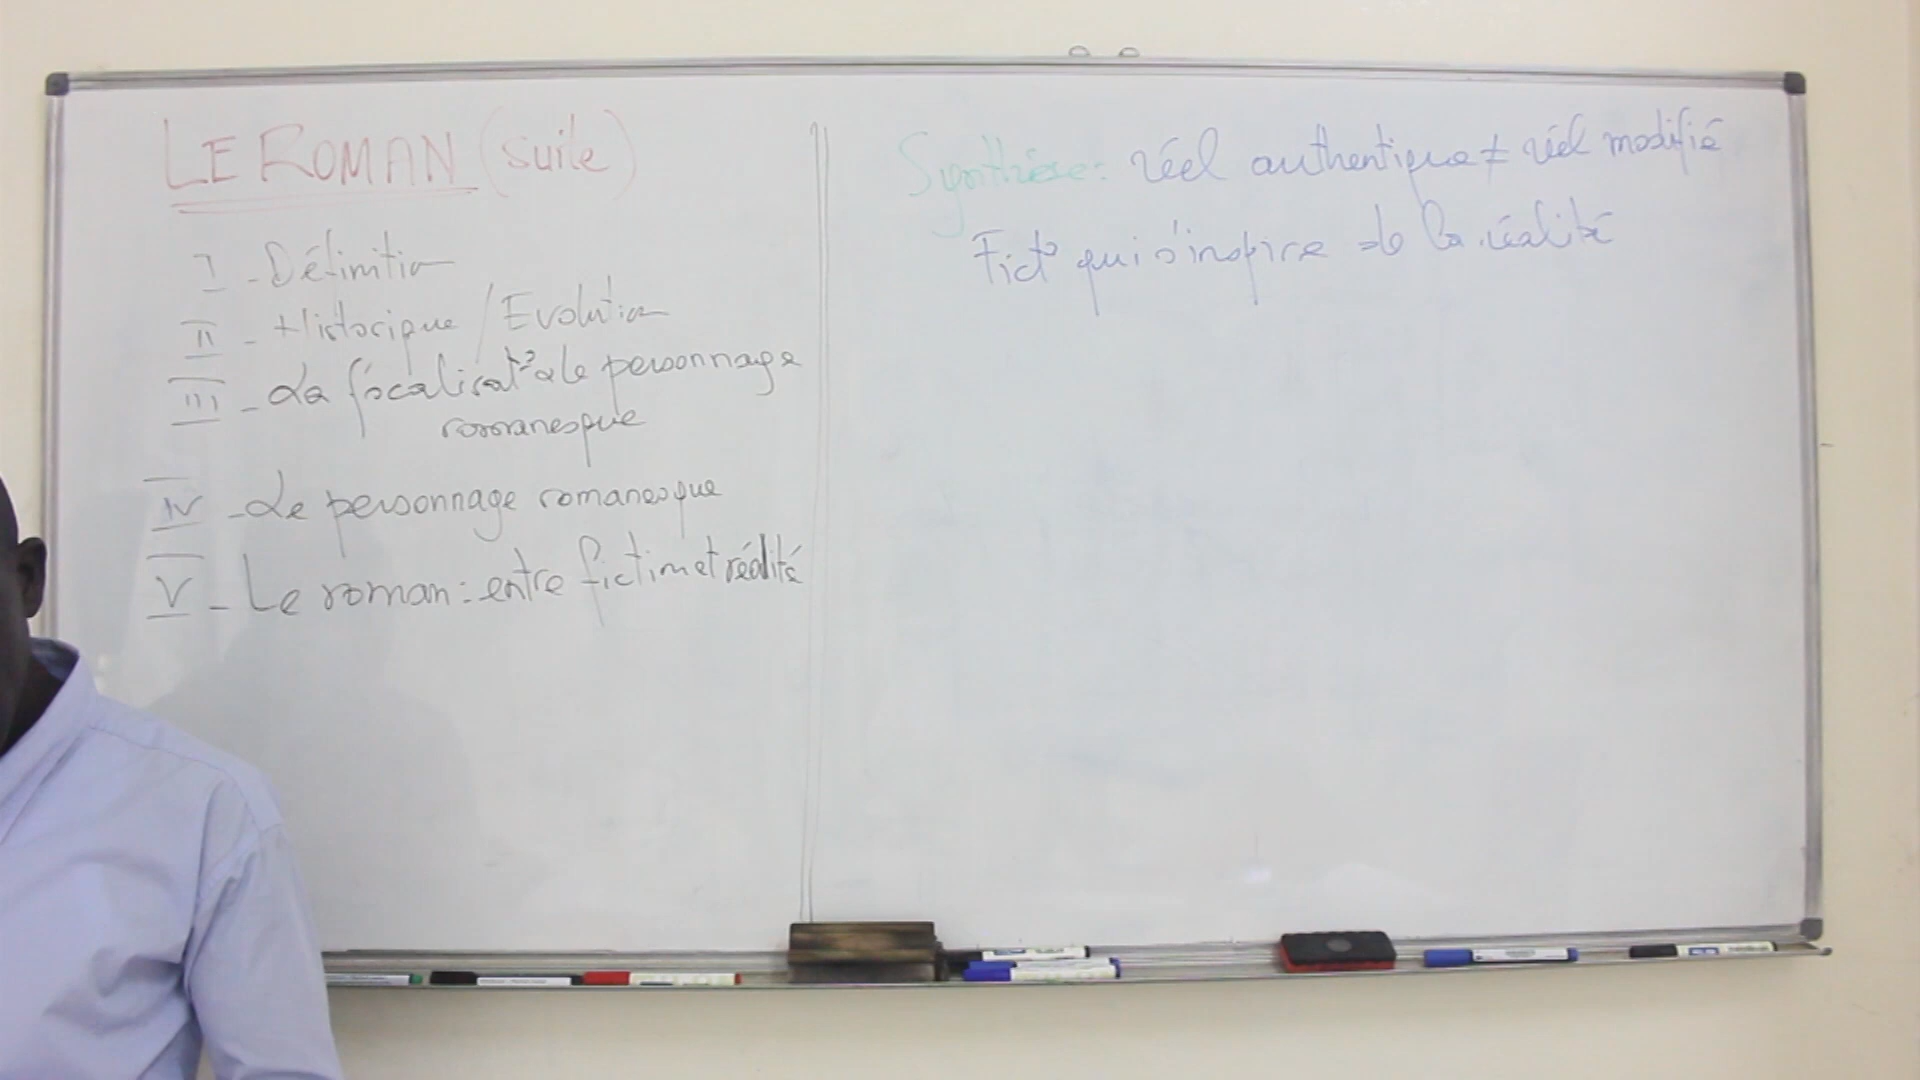 LE ROMAN (suite)
I - Définition
II - Historique / Evolution
III - La focalisat° & le personnage
romanesque
IV - Le personnage romanesque
V - Le roman : entre fiction et réalité
Synthèse : réel authentique ≠ réel modifié
Fict° qui s'inspire de la réalité